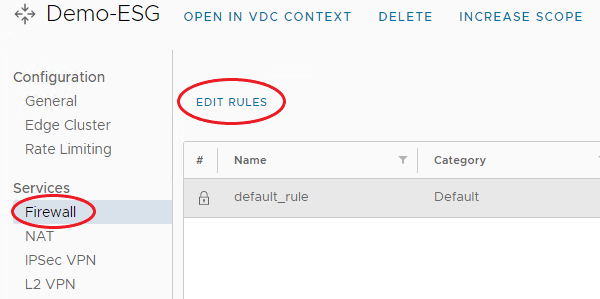 Demo-ESG OPEN IN VDC CONTEXT DELETE INCREASE SCOPE
Configuration
General
Edge Cluster
Rate Limiting
Services
Firewall
NAT
IPSec VPN
L2 VPN
EDIT RULES
# Name Category
default_rule Default